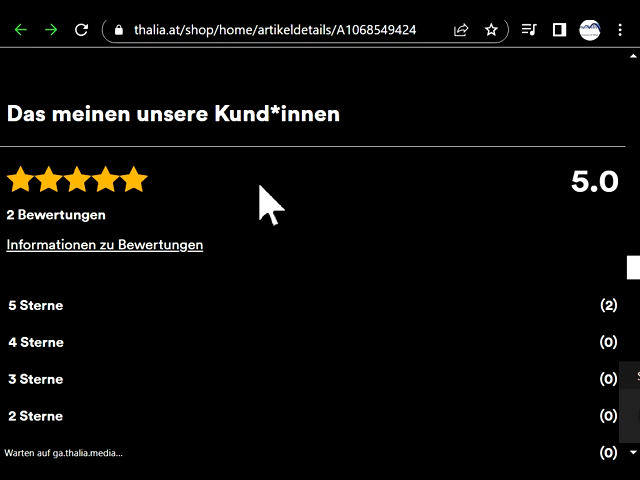 thalia.at/shop/home/artikeldetails/A1068549424
Das meinen unsere Kund*innen
5.0
2 Bewertungen
Informationen zu Bewertungen
5 Sterne (2)
4 Sterne (0)
3 Sterne (0)
2 Sterne (0)
Warten auf ga.thalia.media... (0)